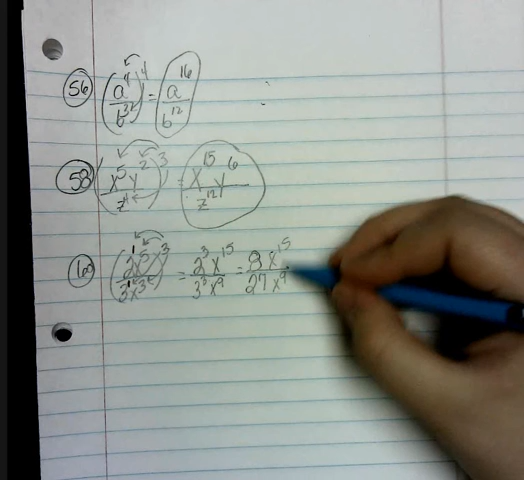 56 (a^4/b^3)^4 = a^16/b^12
58 (x^5y^2/z^4)^3 = x^15y^6/z^12
60 (2x^5/3x^3)^3 = 2^3x^15/3^3x^9 = 8x^15/27x^9